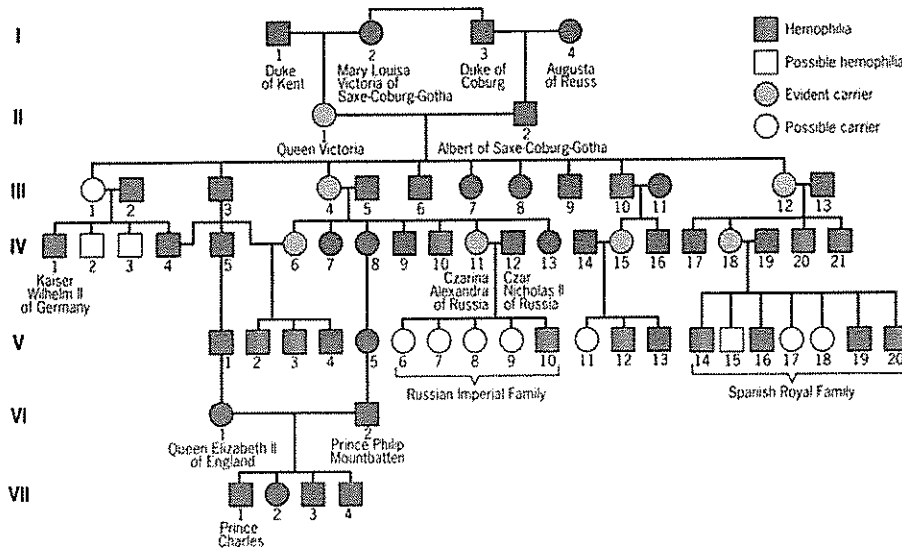 I
1 2 3 4
Duke
of Kent
Mary Louisa
Victoria of
Saxe-Coburg-Gotha
Duke of
Coburg
Augusta
of Reuss
Hemophilia
Possible hemophilia
Evident carrier
Possible carrier
II
1 2
Queen Victoria
Albert of Saxe-Coburg-Gotha
III
1 2 3 4 5 6 7 8 9 10 11 12 13
IV
1 2 3 4 5 6 7 8 9 10 11 12 13 14 15 16 17 18 19 20 21
Kaiser
Wilhelm II
of Germany
Czarina
Alexandra
of Russia
Czar
Nicholas II
of Russia
V
1 2 3 4 5 6 7 8 9 10 11 12 13 14 15 16 17 18 19 20
Russian Imperial Family
Spanish Royal Family
VI
1 2
Queen Elizabeth II
of England
Prince Philip
Mountbatten
VII
1 2 3 4
Prince
Charles